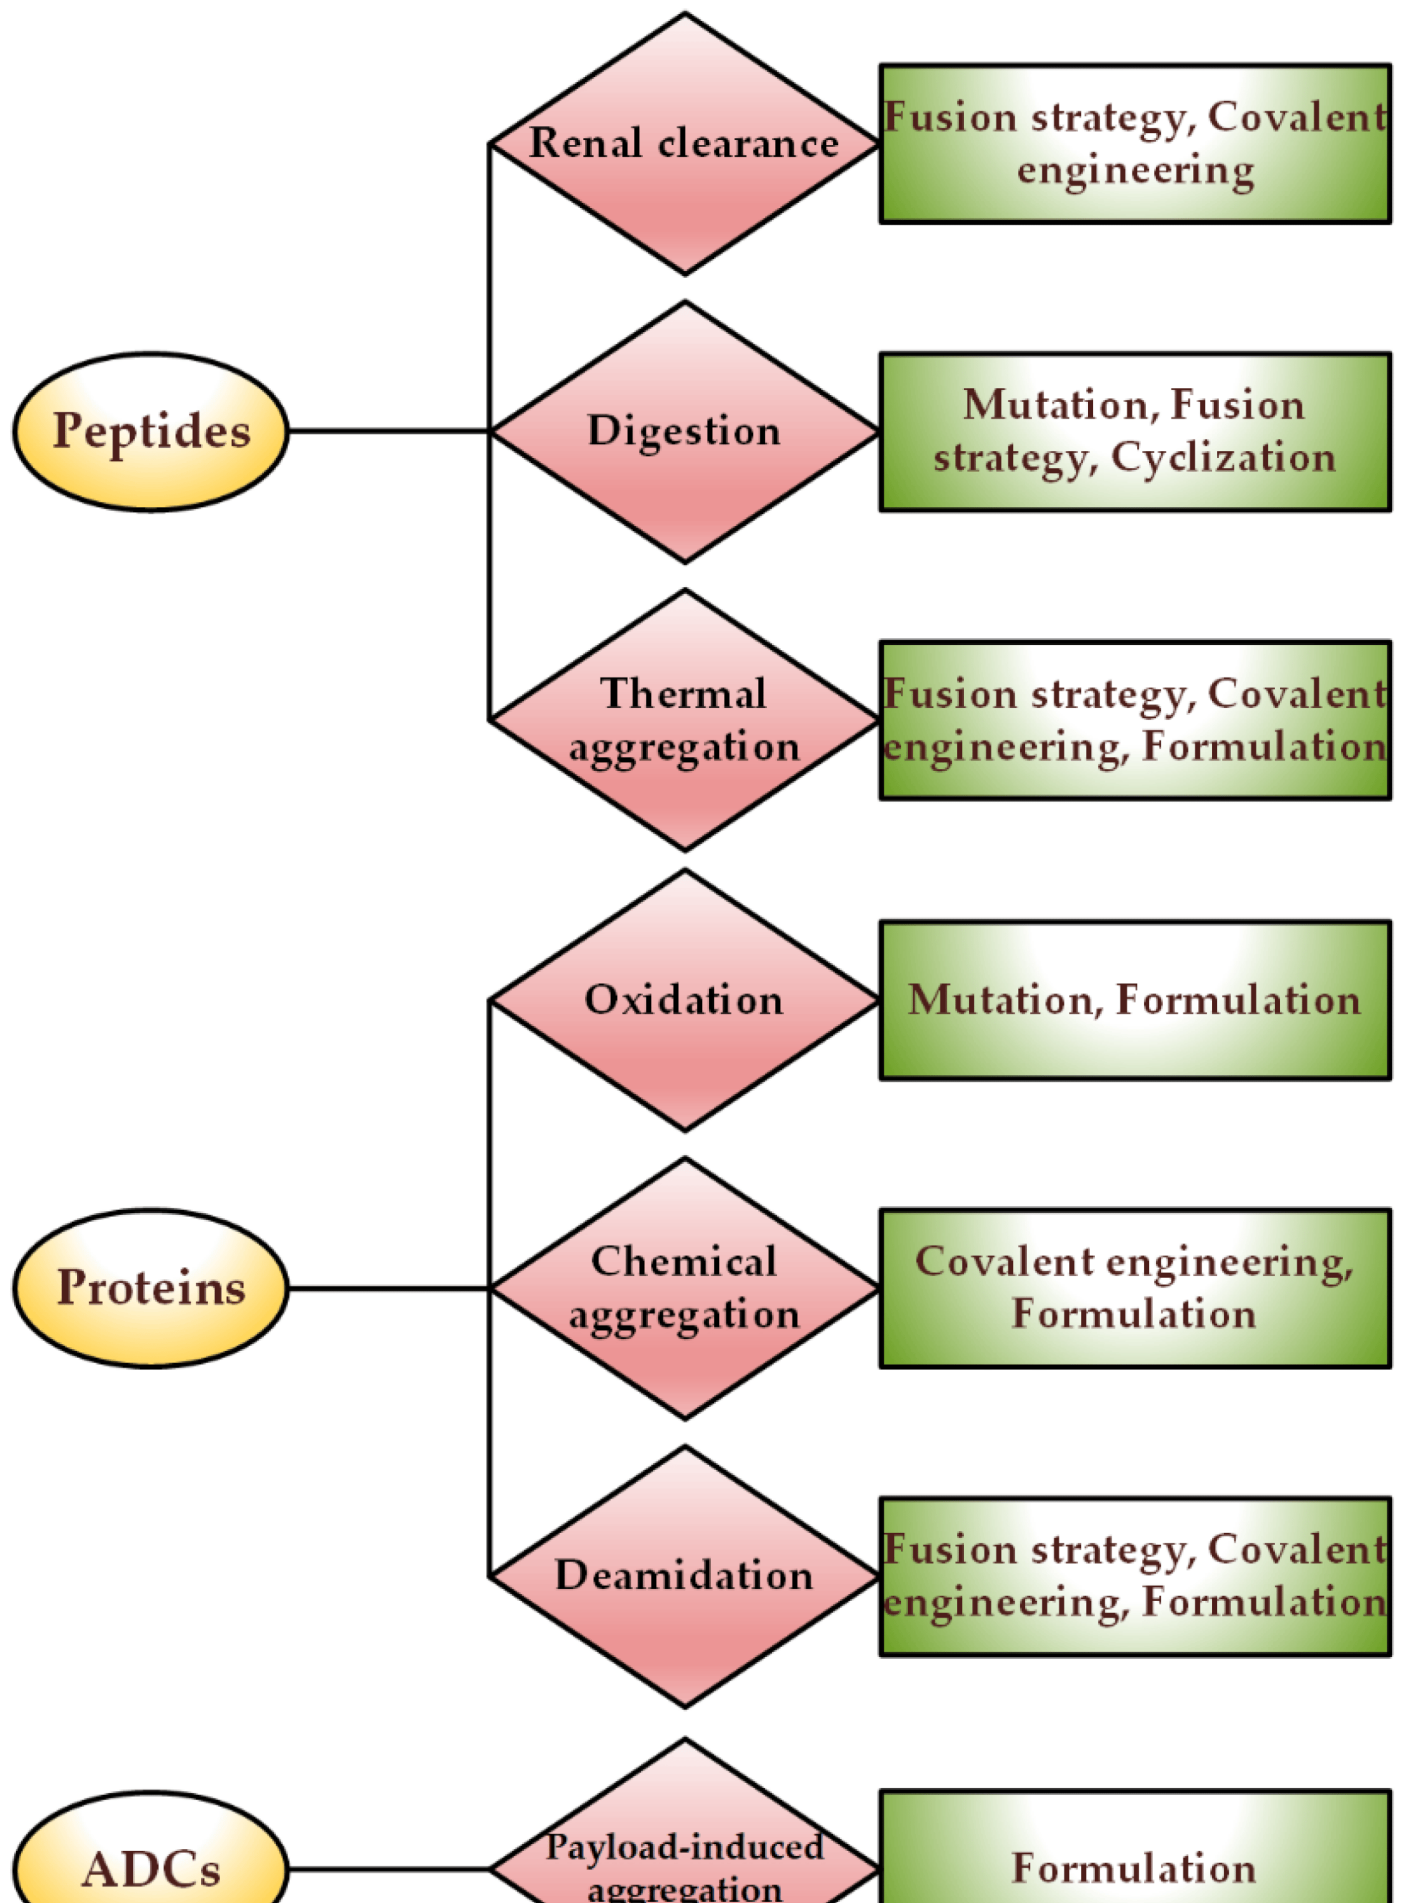 Renal clearance
Fusion strategy, Covalent
engineering
Peptides
Digestion
Mutation, Fusion
strategy, Cyclization
Thermal
aggregation
Fusion strategy, Covalent
engineering, Formulation
Oxidation
Mutation, Formulation
Proteins
Chemical
aggregation
Covalent engineering,
Formulation
Deamidation
Fusion strategy, Covalent
engineering, Formulation
ADCs
Payload-induced
aggregation
Formulation